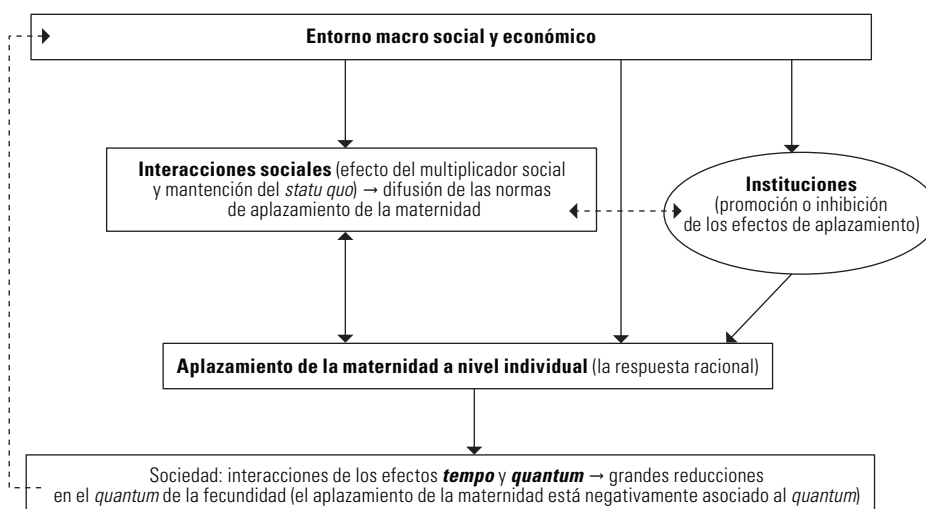 Entorno macro social y económico
Interacciones sociales (efecto del multiplicador social
y mantención del statu quo) → difusión de las normas
de aplazamiento de la maternidad
Instituciones
(promoción o inhibición
de los efectos de aplazamiento)
Aplazamiento de la maternidad a nivel individual (la respuesta racional)
Sociedad: interacciones de los efectos tempo y quantum → grandes reducciones
en el quantum de la fecundidad (el aplazamiento de la maternidad está negativamente asociado al quantum)